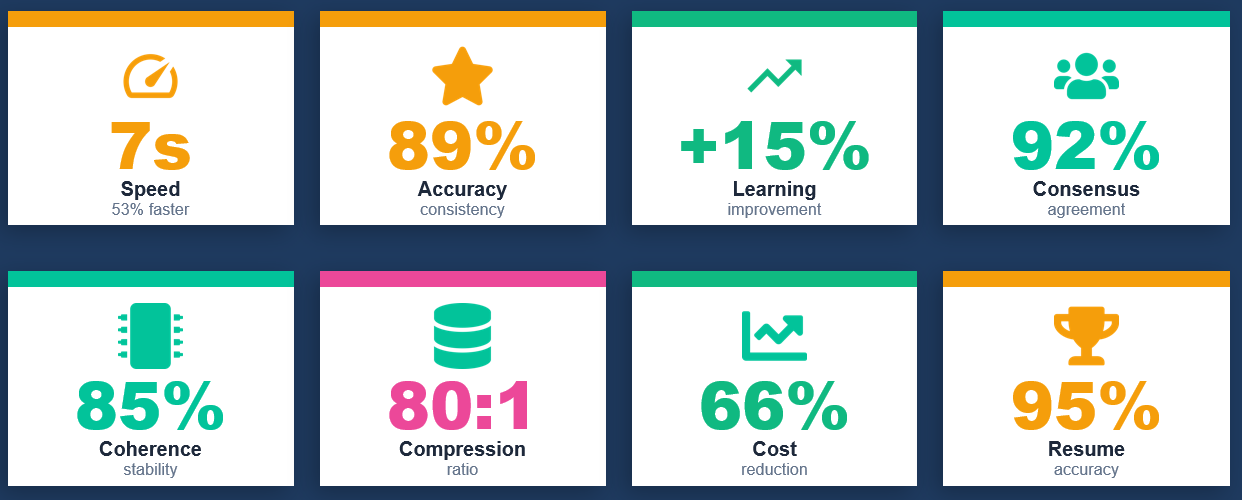 7s
Speed
53% faster
89%
Accuracy
consistency
+15%
Learning
improvement
92%
Consensus
agreement
85%
Coherence
stability
80:1
Compression
ratio
66%
Cost
reduction
95%
Resume
accuracy